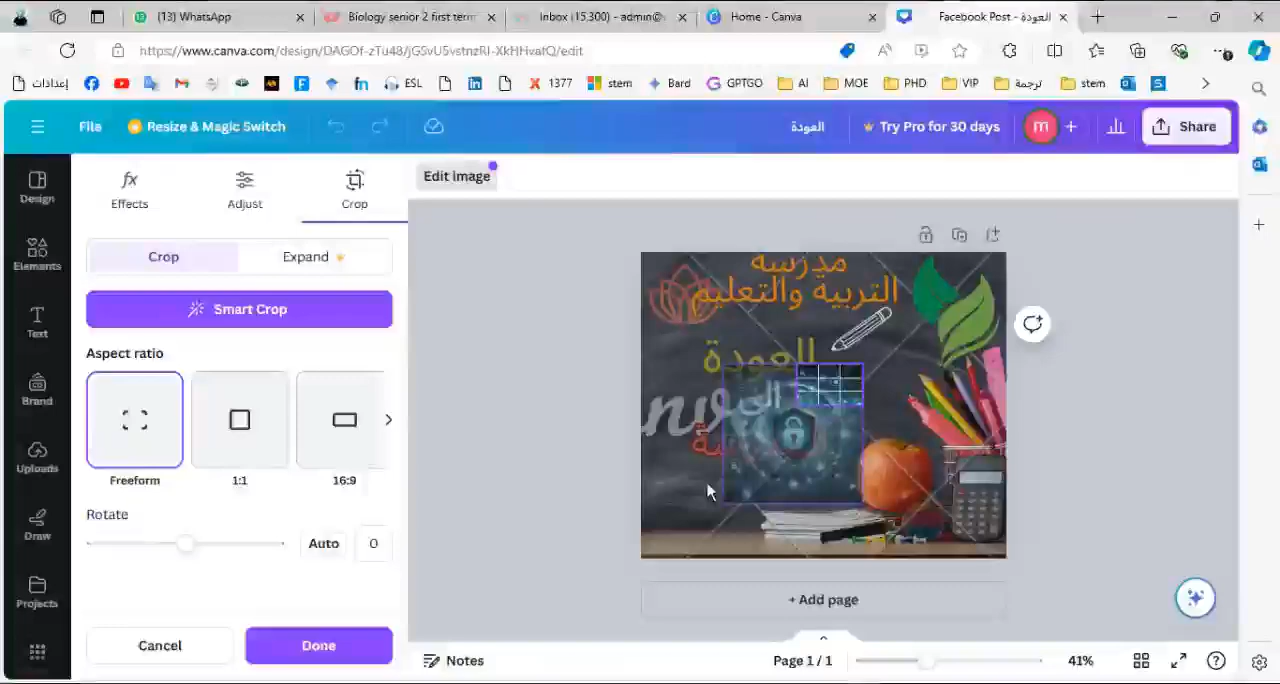 (13) WhatsApp
Biology senior 2 first term
Inbox (15,300) - admin@
Home - Canva
Facebook Post - العودة
https://www.canva.com/design/DAGOf-zTu48/jGSvU5vstnzRI-XkHHvafQ/edit
إعدادات
ESL
1377
stem
Bard
GPTGO
AI
MOE
PHD
VIP
ترجمة
stem
File
Resize & Magic Switch
العودة
Try Pro for 30 days
m
Share
Design
Elements
Text
Brand
Uploads
Draw
Projects
Effects
Adjust
Crop
Edit image
Crop
Expand
Smart Crop
Aspect ratio
Freeform
1:1
16:9
Rotate
Auto
0
Cancel
Done
مدرسة
التربية والتعليم
العودة
الى
+ Add page
Notes
Page 1 / 1
41%